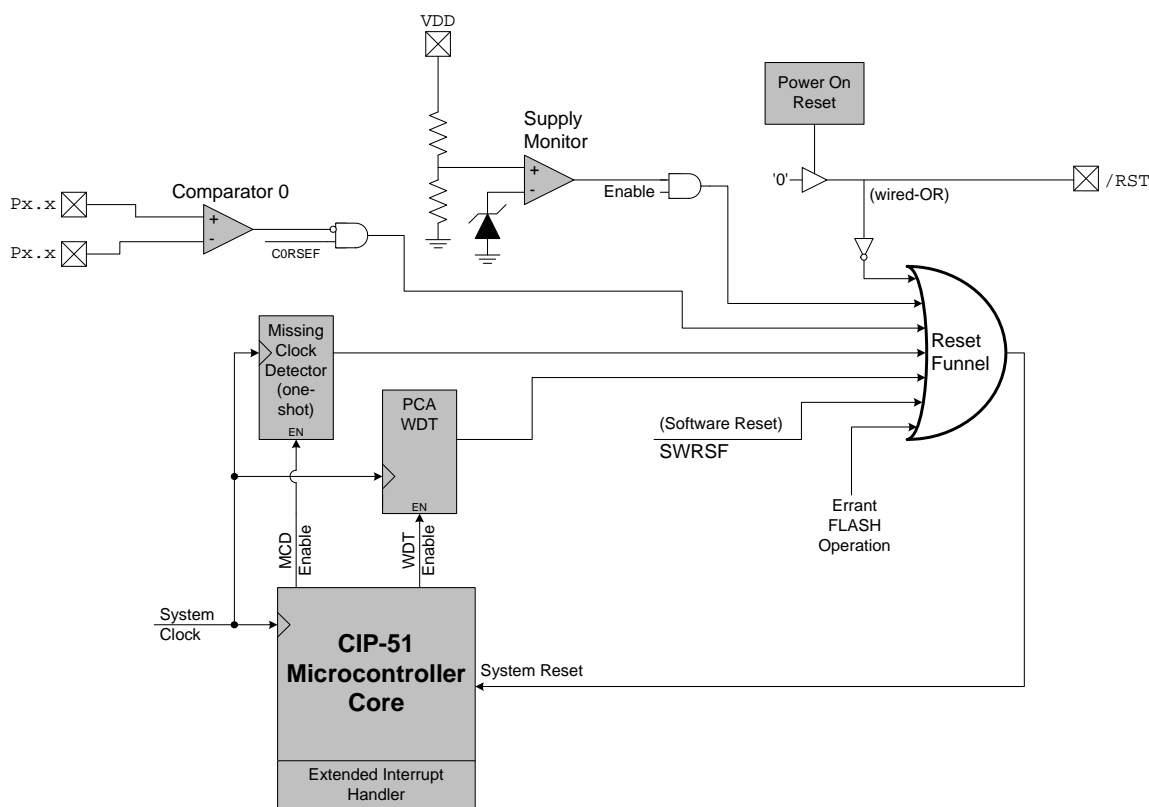 VDD
Power On
Reset
Supply
Monitor
+
-
Enable
'0'
(wired-OR)
/RST
Comparator 0
Px.x
+
-
Px.x
C0RSEF
Missing
Clock
Detector
(one-
shot)
EN
PCA
WDT
EN
Reset
Funnel
(Software Reset)
SWRSF
Errant
FLASH
Operation
MCD
Enable
WDT
Enable
System
Clock
CIP-51
Microcontroller
Core
System Reset
Extended Interrupt
Handler